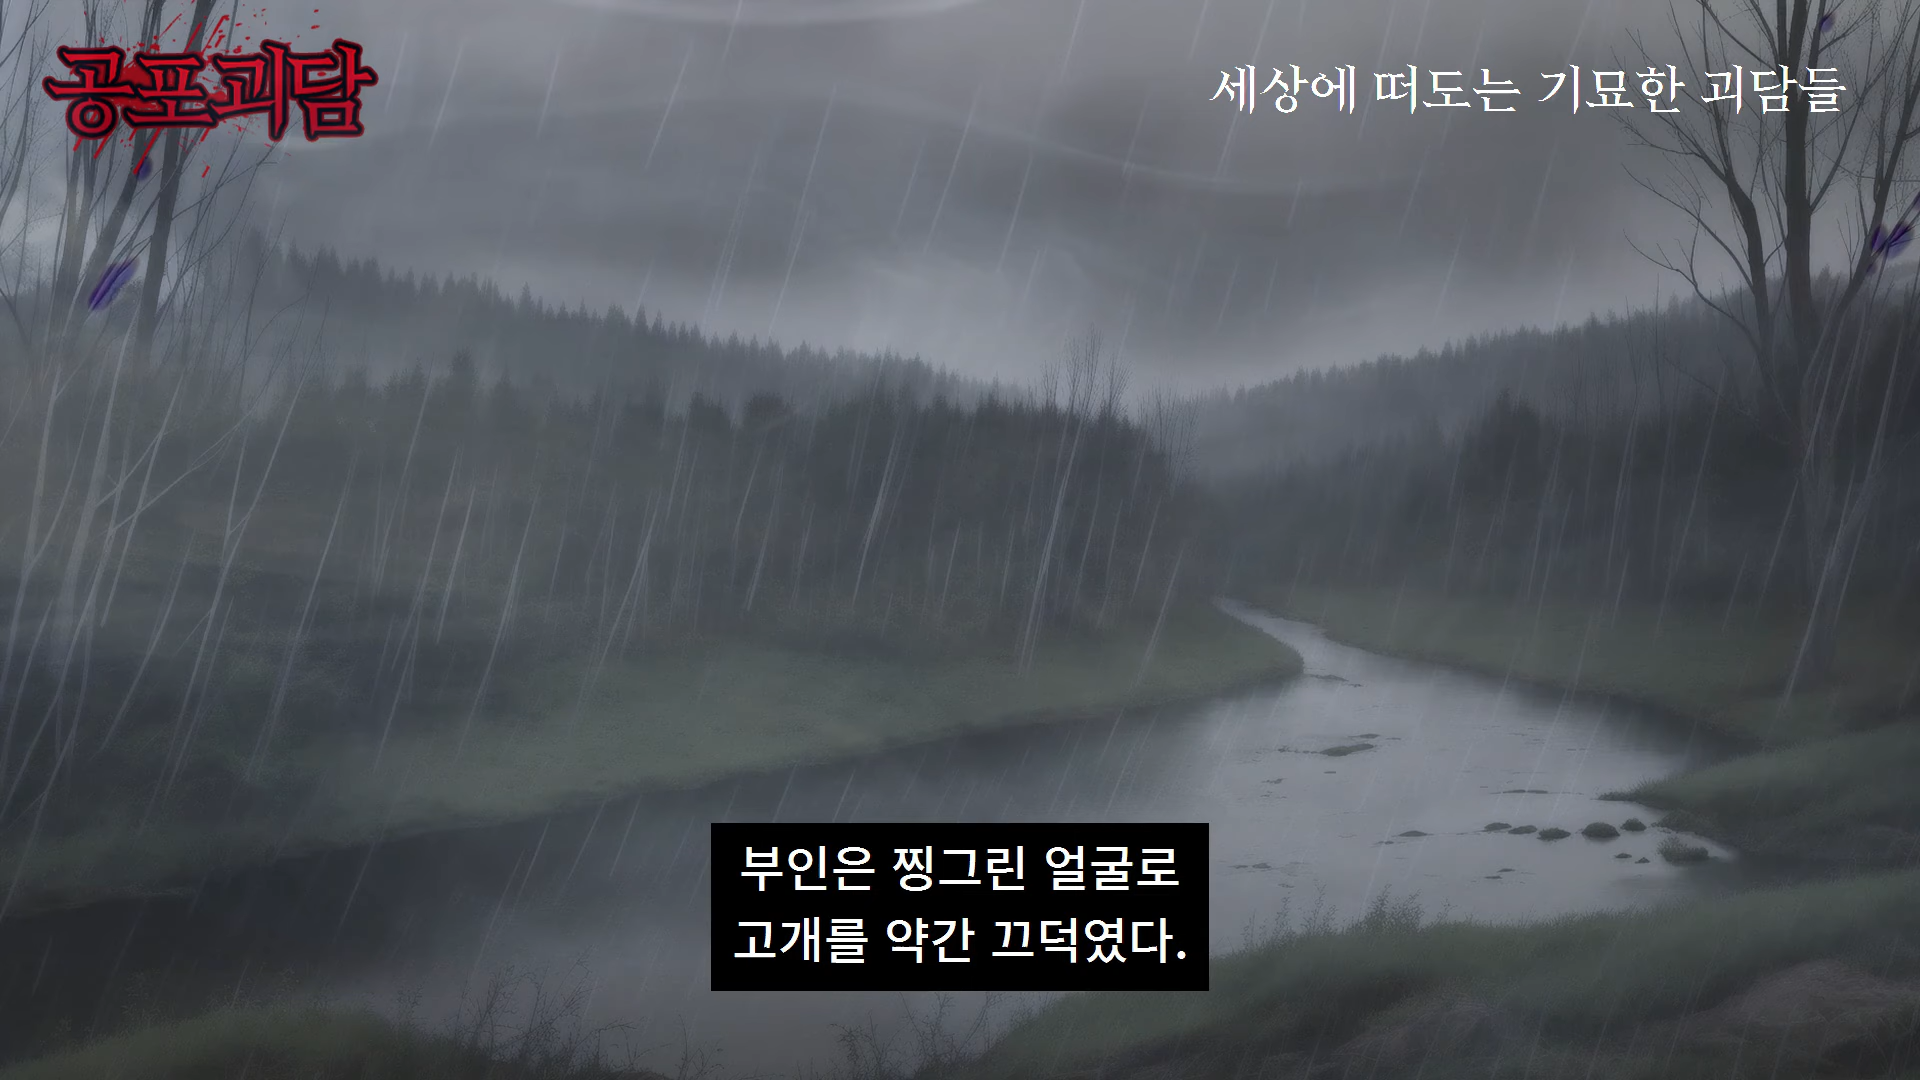 공포괴담
세상에 떠도는 기묘한 괴담들
부인은 찡그린 얼굴로
고개를 약간 끄덕였다.